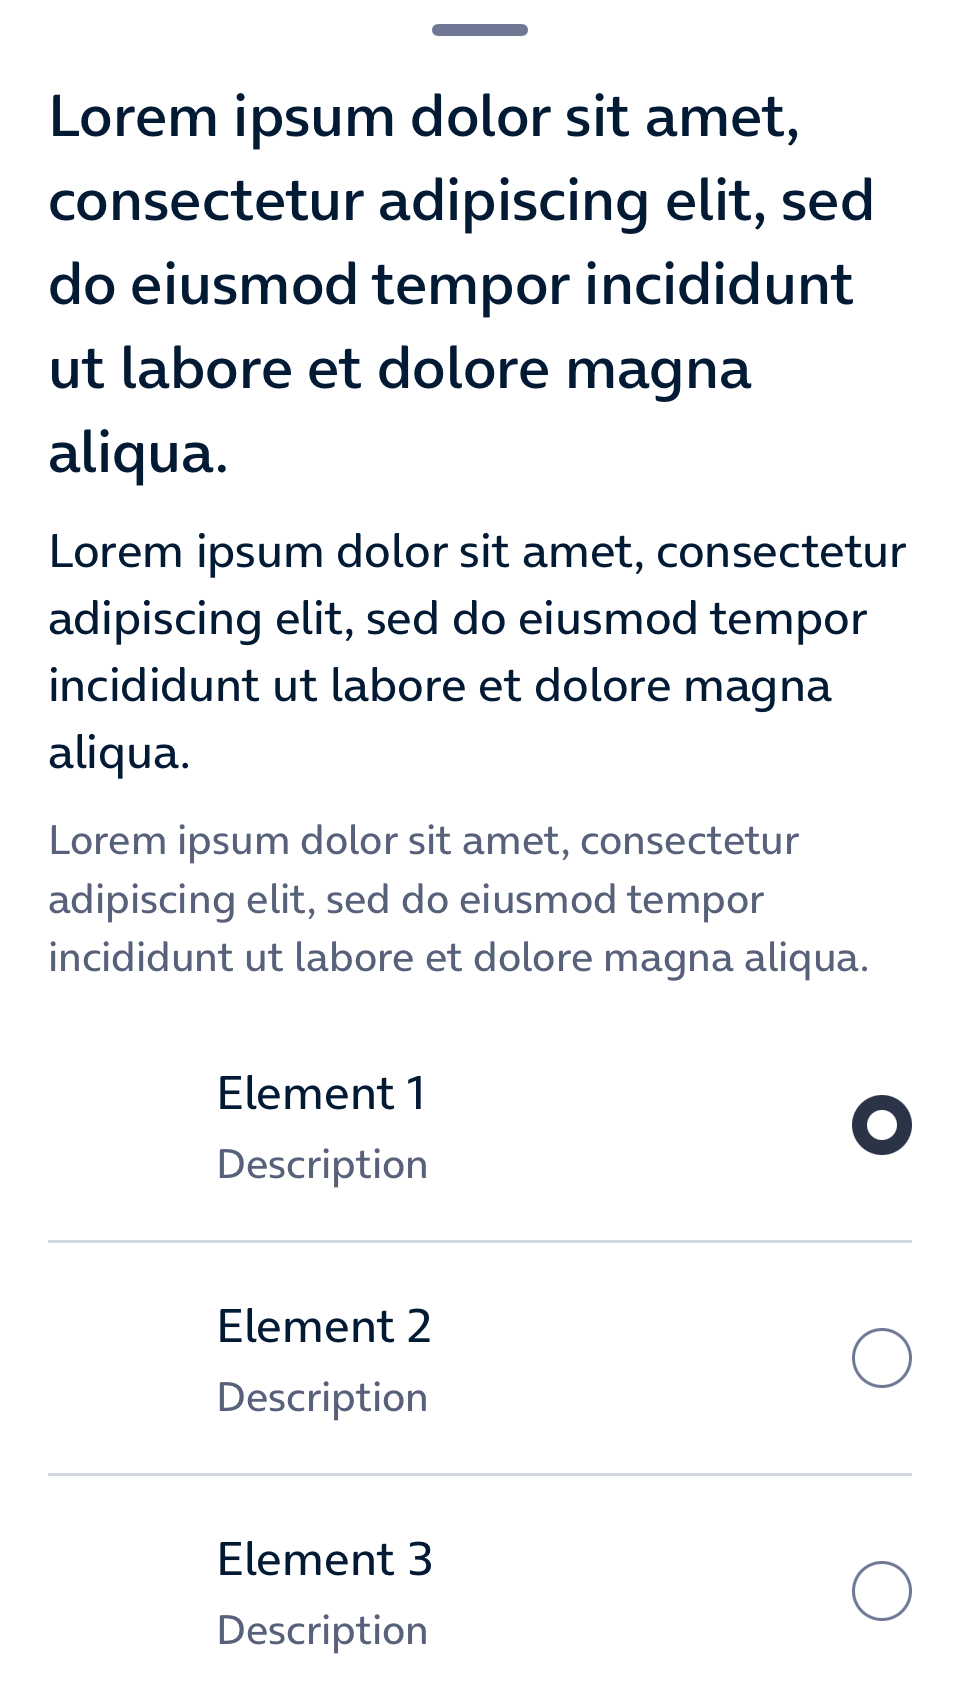 Lorem ipsum dolor sit amet,
consectetur adipiscing elit, sed
do eiusmod tempor incididunt
ut labore et dolore magna
aliqua.
Lorem ipsum dolor sit amet, consectetur
adipiscing elit, sed do eiusmod tempor
incididunt ut labore et dolore magna
aliqua.
Lorem ipsum dolor sit amet, consectetur
adipiscing elit, sed do eiusmod tempor
incididunt ut labore et dolore magna aliqua.
Element 1
Description
Element 2
Description
Element 3
Description